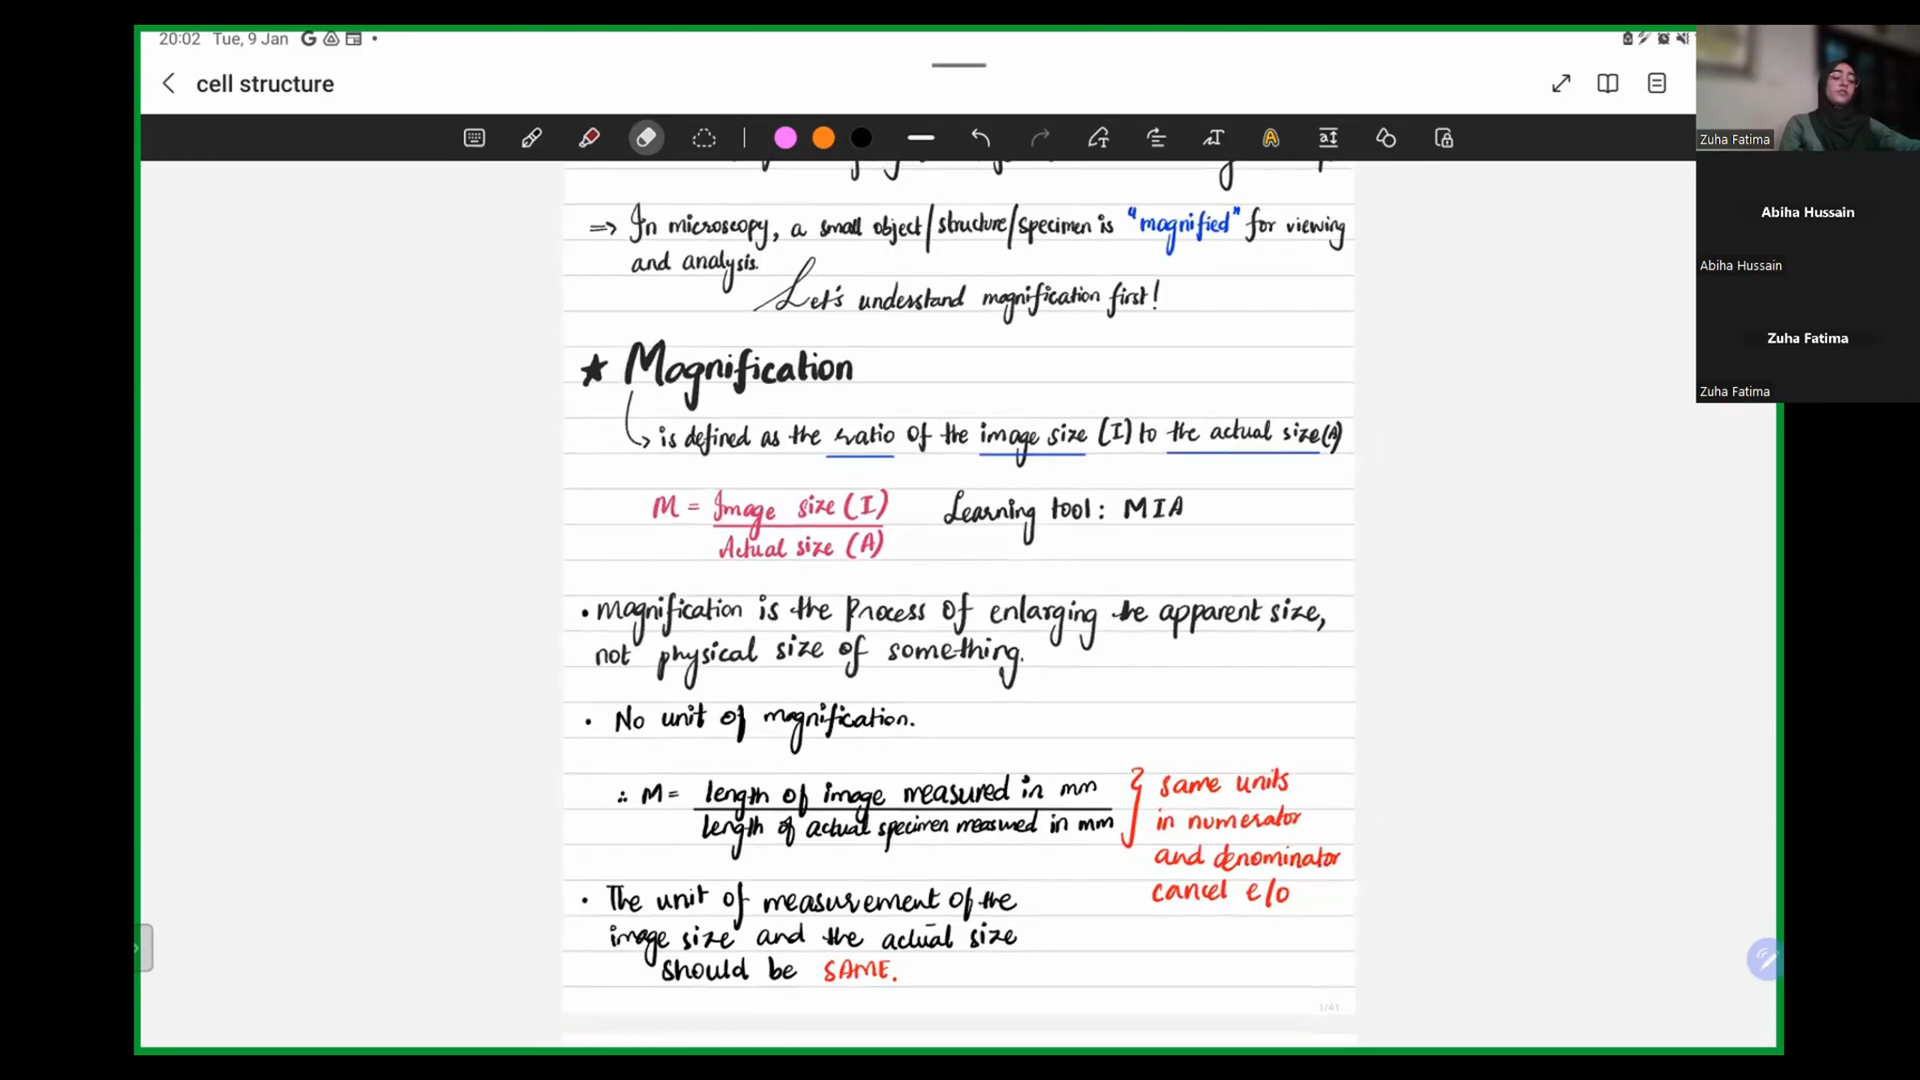 20:02 Tue, 9 Jan
cell structure
⇒ In microscopy, a small object/structure/specimen is "magnified" for viewing
and analysis.
Let's understand magnification first!
★ Magnification
↳ is defined as the ratio of the image size (I) to the actual size(A)
M = Image size (I)
Actual size (A)
Learning tool: MIA
• Magnification is the process of enlarging the apparent size,
not physical size of something.
• No unit of magnification.
∴ M = length of image measured in mm
length of actual specimen measured in mm
same units
in numerator
and denominator
cancel e/o
• The unit of measurement of the
image size and the actual size
should be SAME.
1/41
Zuha Fatima
Abiha Hussain
Abiha Hussain
Zuha Fatima
Zuha Fatima